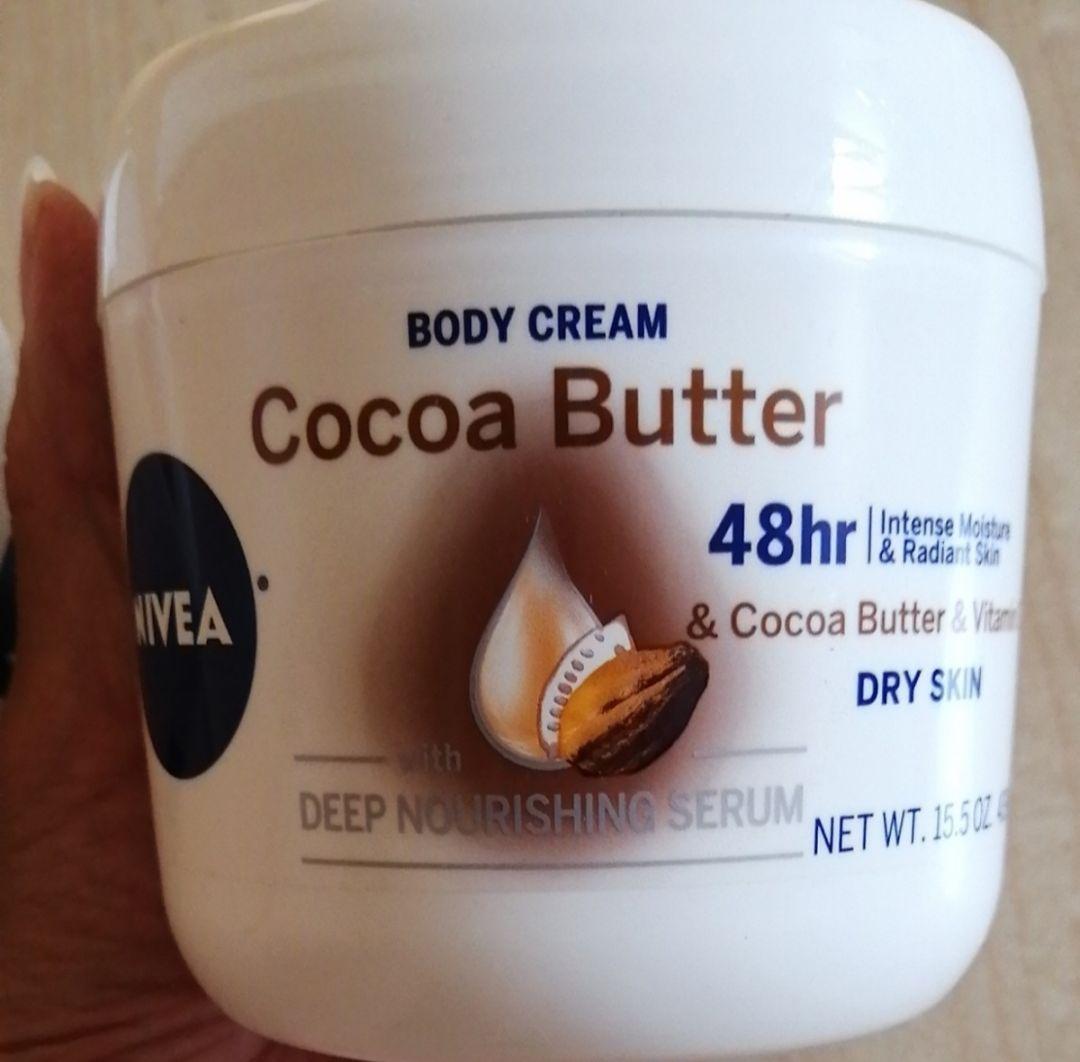 BODY CREAM
Cocoa Butter
NIVEA
48hr
Intense Moisture
& Radiant Skin
& Cocoa Butter & Vitamin
DRY SKIN
with
DEEP NOURISHING SERUM
NET WT. 15.5 OZ